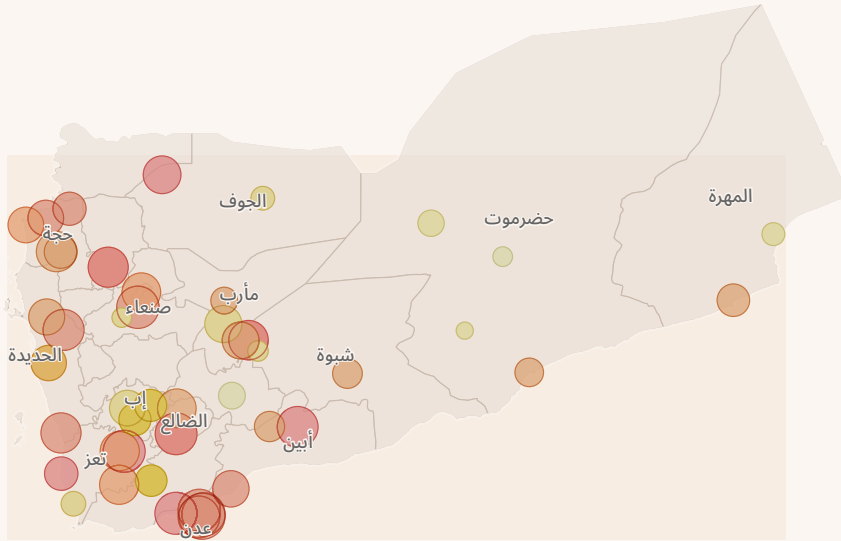 المهرة
الجوف
حضرموت
حجة
مأرب
صنعاء
شبوة
الحديدة
إب
الضالع
أبين
تعز
عدن